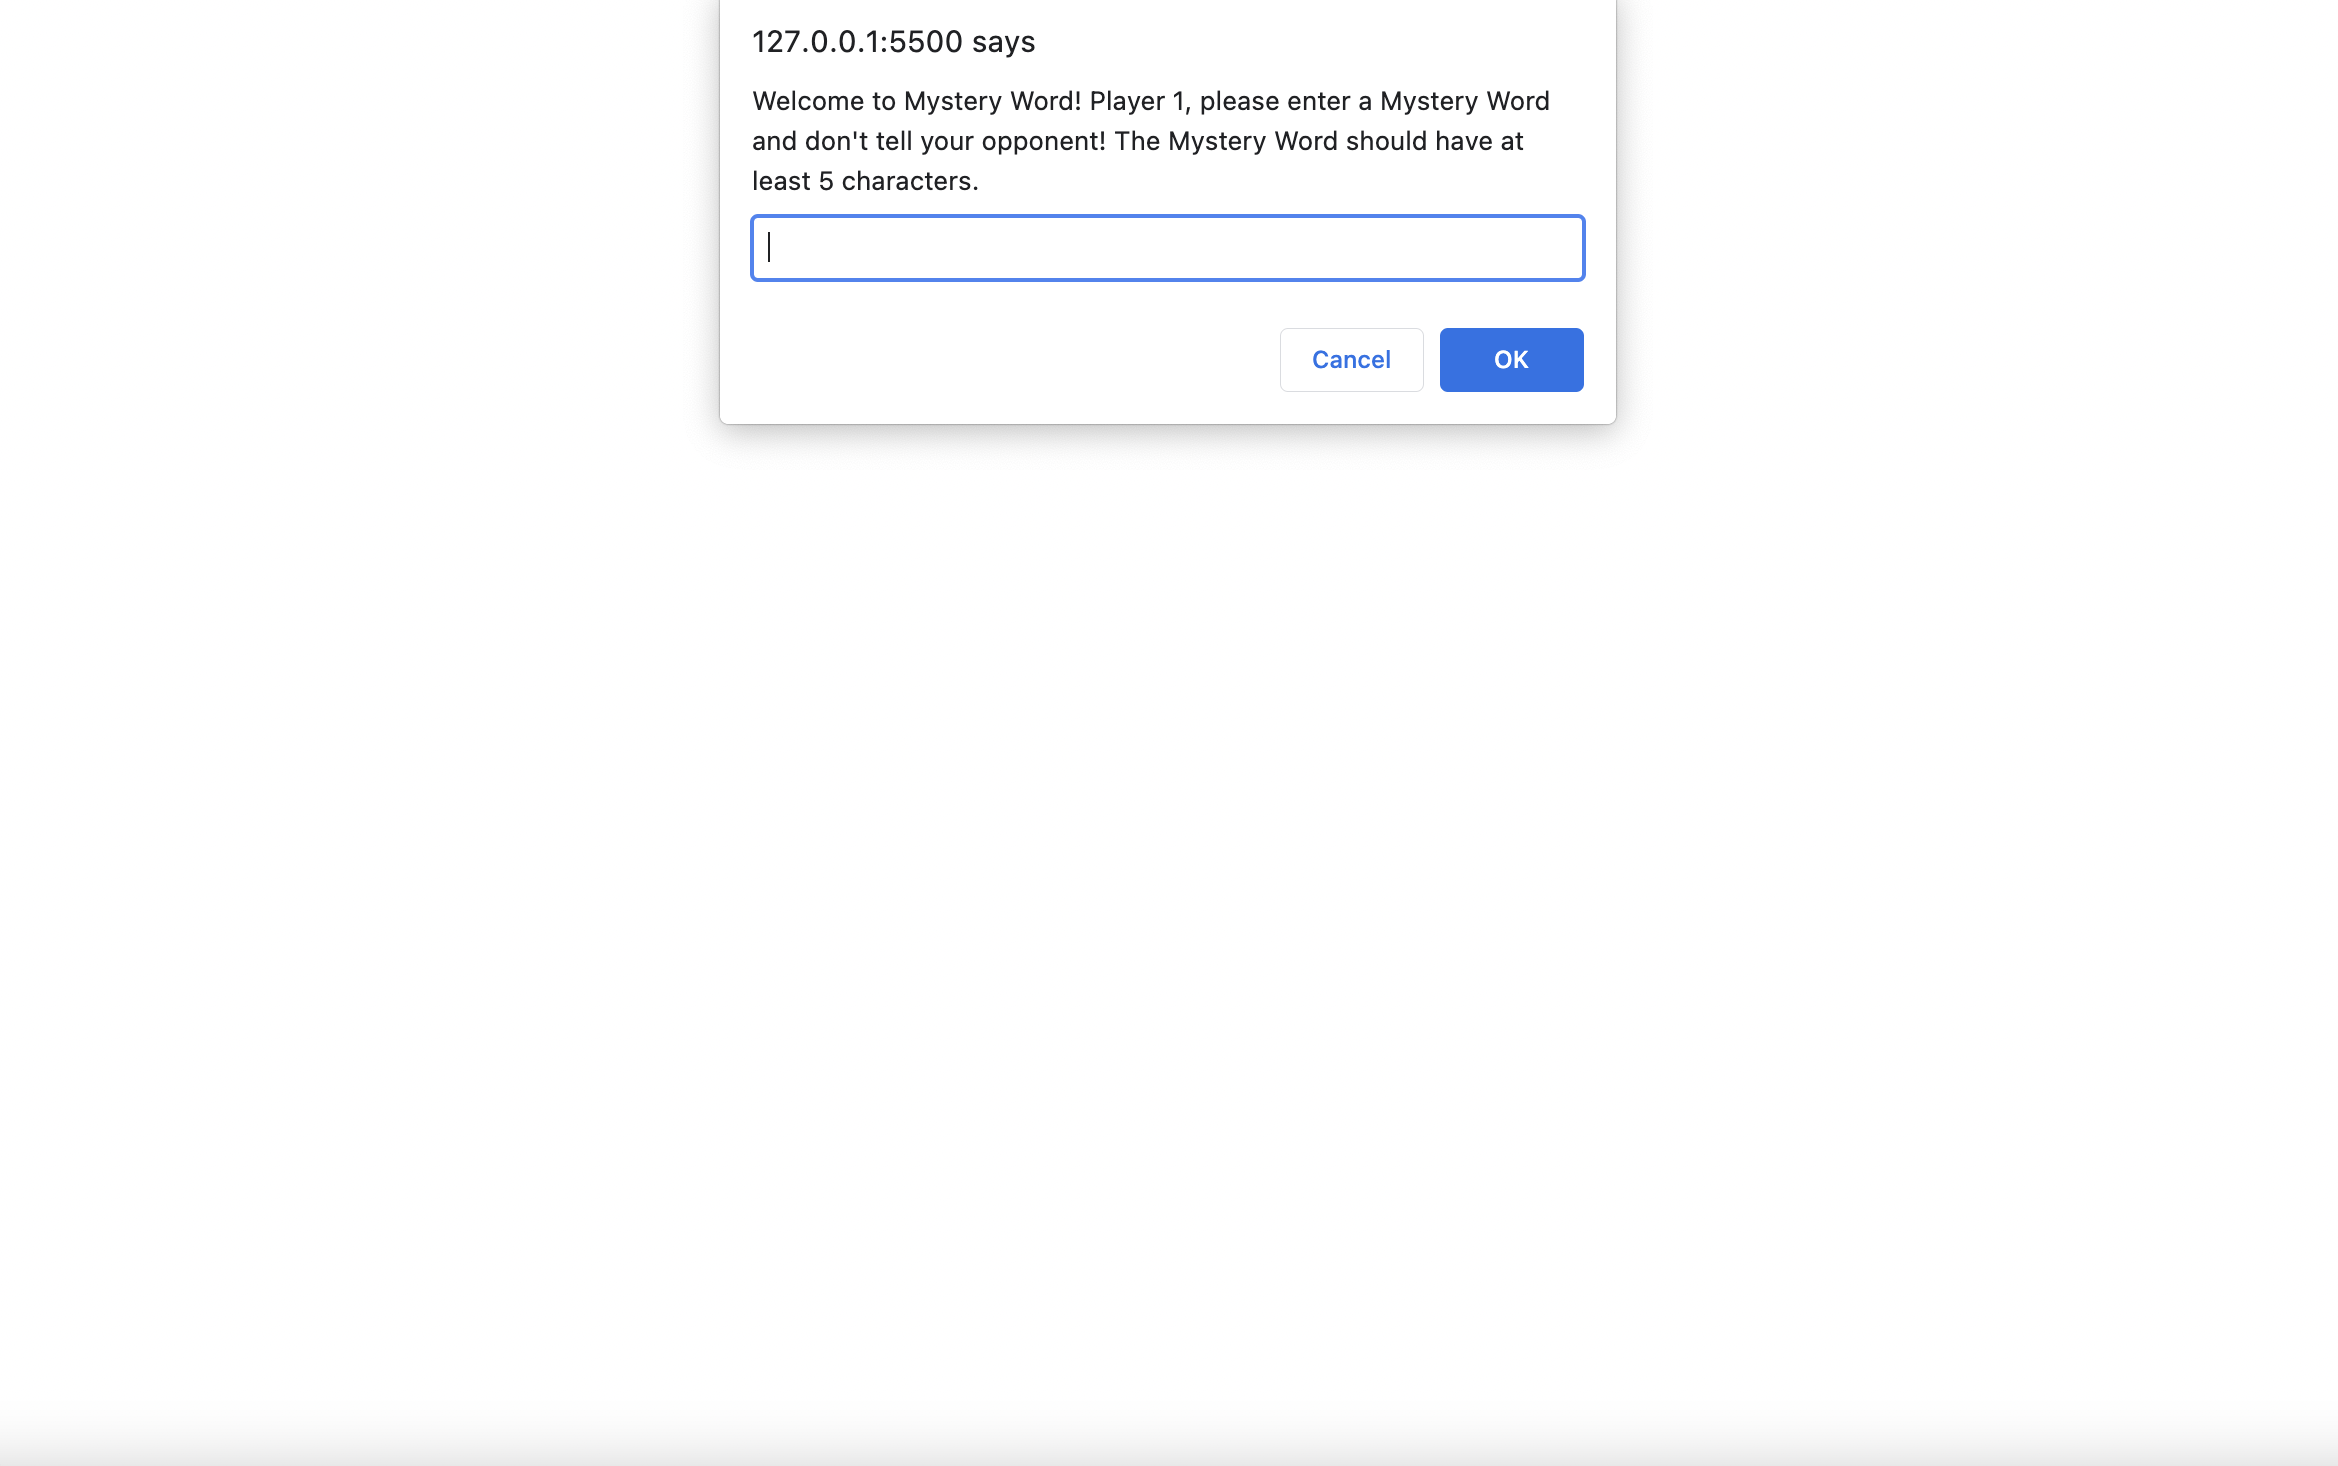 127.0.0.1:5500 says
Welcome to Mystery Word! Player 1, please enter a Mystery Word
and don't tell your opponent! The Mystery Word should have at
least 5 characters.
Cancel
OK